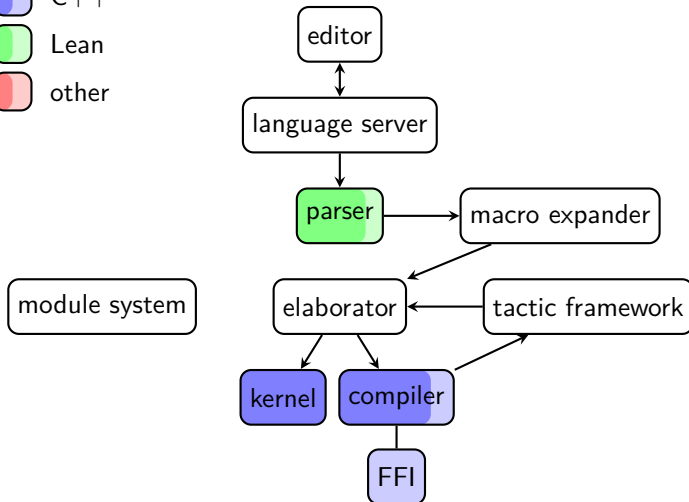 Lean
other
editor
language server
parser
macro expander
module system
elaborator
tactic framework
kernel
compiler
FFI